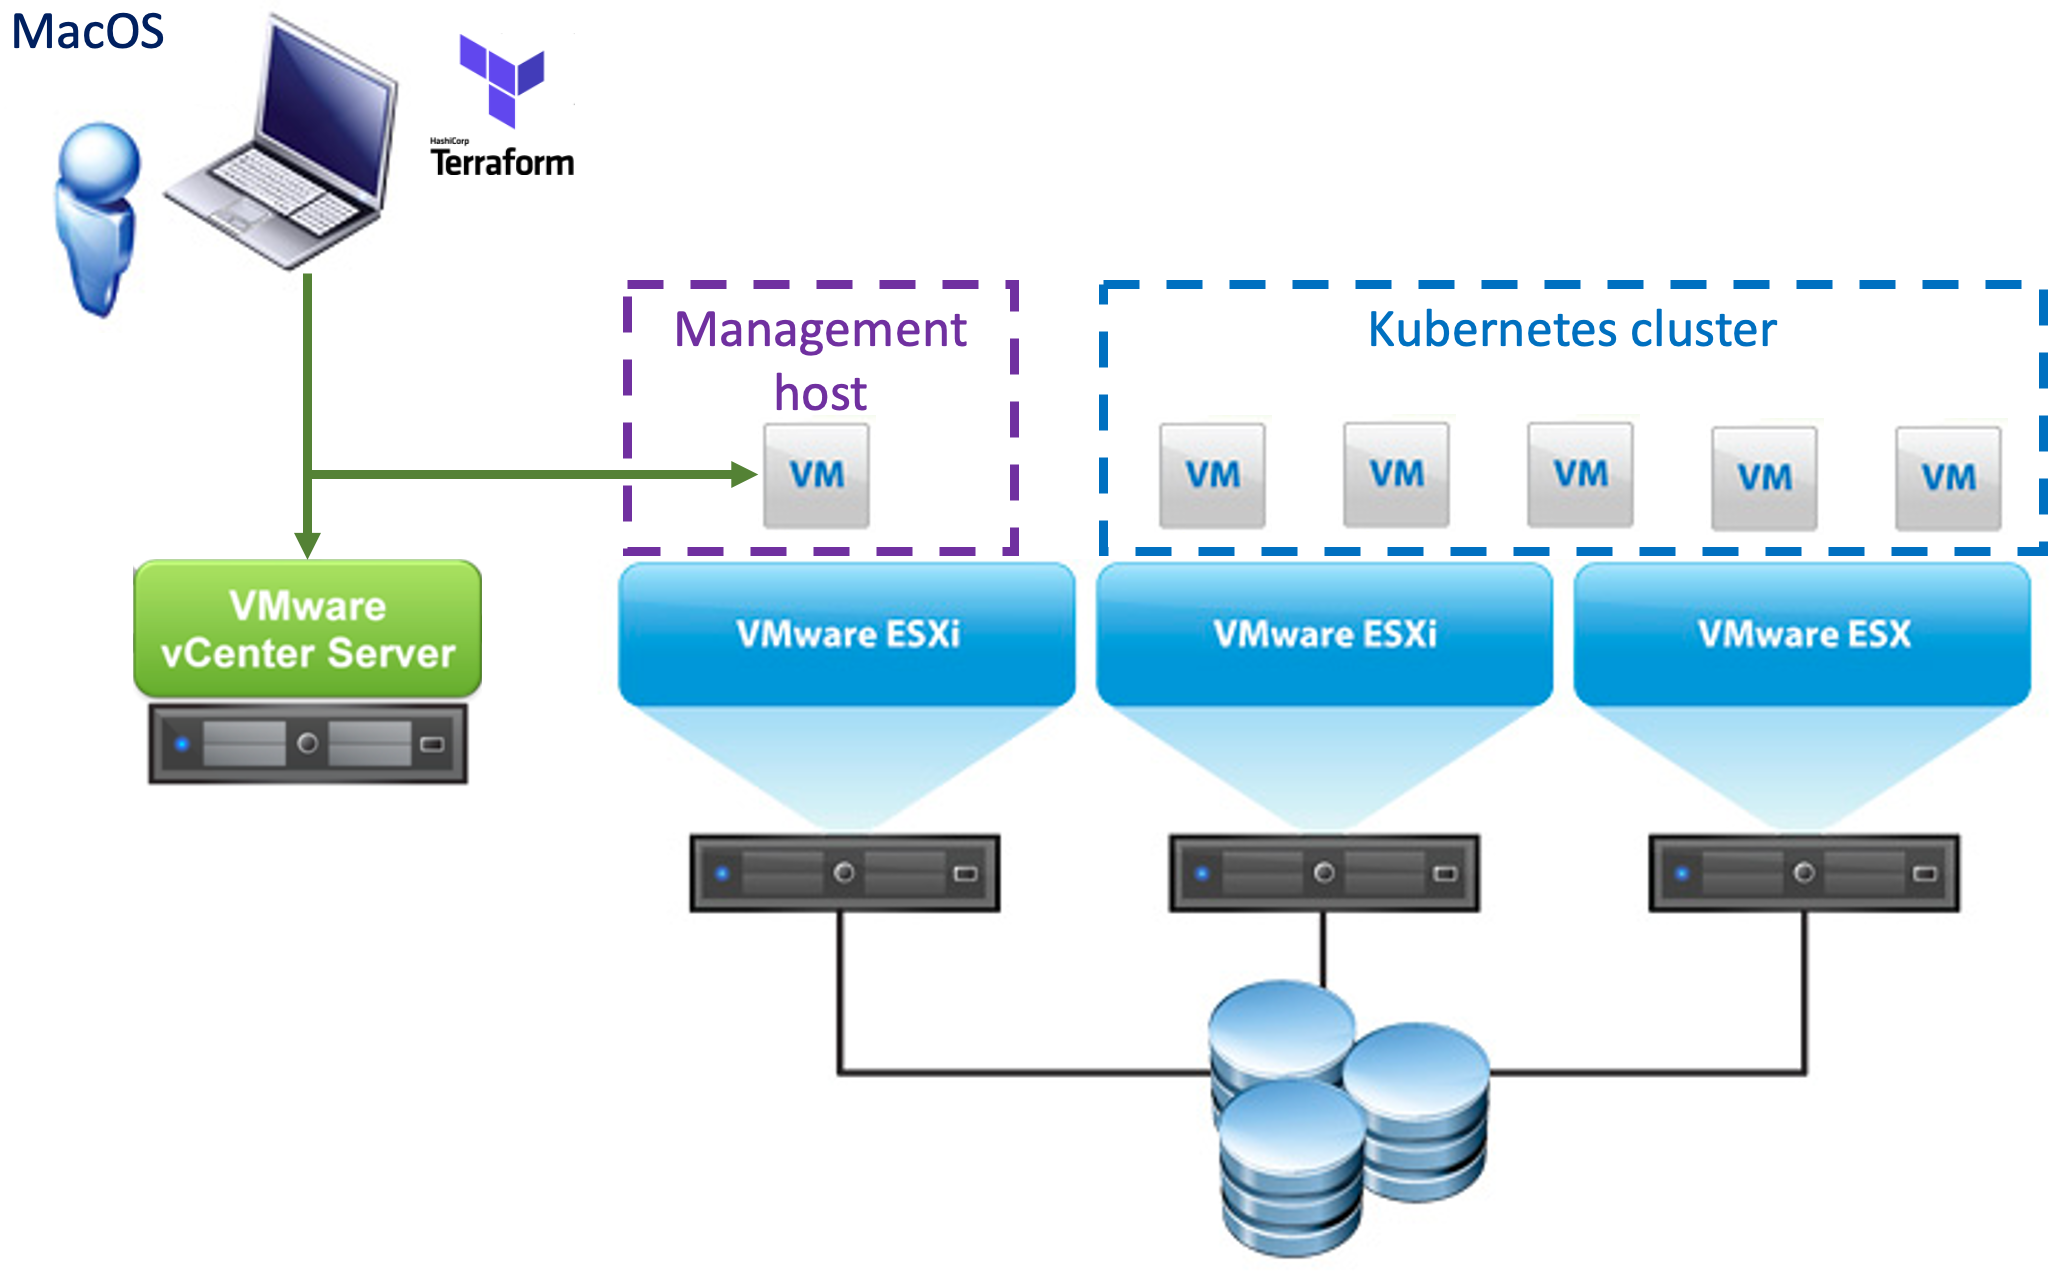 MacOS
HashiCorp
Terraform
Management
host
VM
Kubernetes cluster
VM
VM
VM
VM
VM
VMware
vCenter Server
VMware ESXi
VMware ESXi
VMware ESX